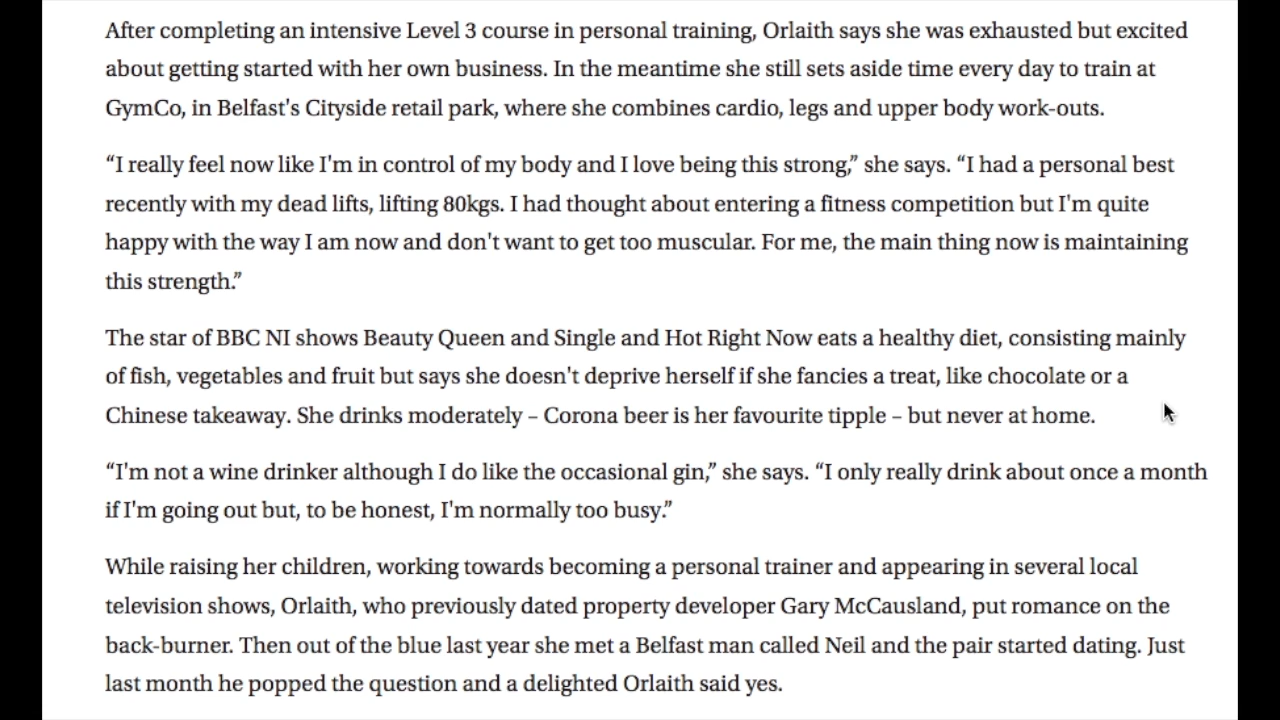 After completing an intensive Level 3 course in personal training, Orlaith says she was exhausted but excited
about getting started with her own business. In the meantime she still sets aside time every day to train at
GymCo, in Belfast's Cityside retail park, where she combines cardio, legs and upper body work-outs.
“I really feel now like I'm in control of my body and I love being this strong,” she says. “I had a personal best
recently with my dead lifts, lifting 80kgs. I had thought about entering a fitness competition but I'm quite
happy with the way I am now and don't want to get too muscular. For me, the main thing now is maintaining
this strength.”
The star of BBC NI shows Beauty Queen and Single and Hot Right Now eats a healthy diet, consisting mainly
of fish, vegetables and fruit but says she doesn't deprive herself if she fancies a treat, like chocolate or a
Chinese takeaway. She drinks moderately – Corona beer is her favourite tipple – but never at home.
“I'm not a wine drinker although I do like the occasional gin,” she says. “I only really drink about once a month
if I'm going out but, to be honest, I'm normally too busy.”
While raising her children, working towards becoming a personal trainer and appearing in several local
television shows, Orlaith, who previously dated property developer Gary McCausland, put romance on the
back-burner. Then out of the blue last year she met a Belfast man called Neil and the pair started dating. Just
last month he popped the question and a delighted Orlaith said yes.